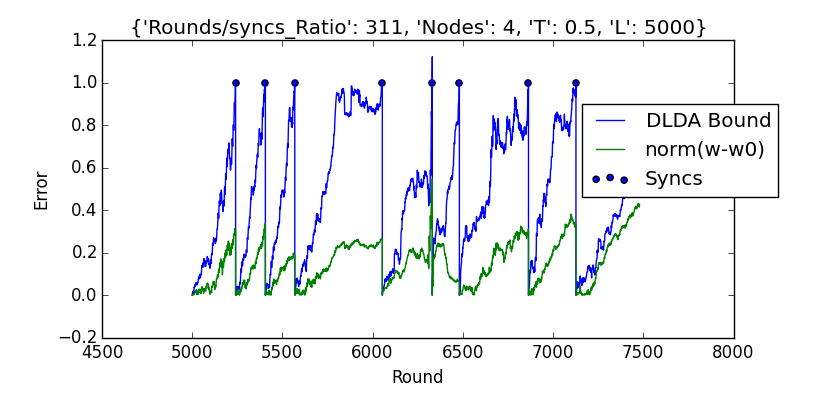 {'Rounds/syncs_Ratio': 311, 'Nodes': 4, 'T': 0.5, 'L': 5000}
1.2
1.0
0.8
0.6
0.4
0.2
0.0
−0.2
Error
DLDA Bound
norm(w-w0)
Syncs
4500 5000 5500 6000 6500 7000 7500 8000
Round